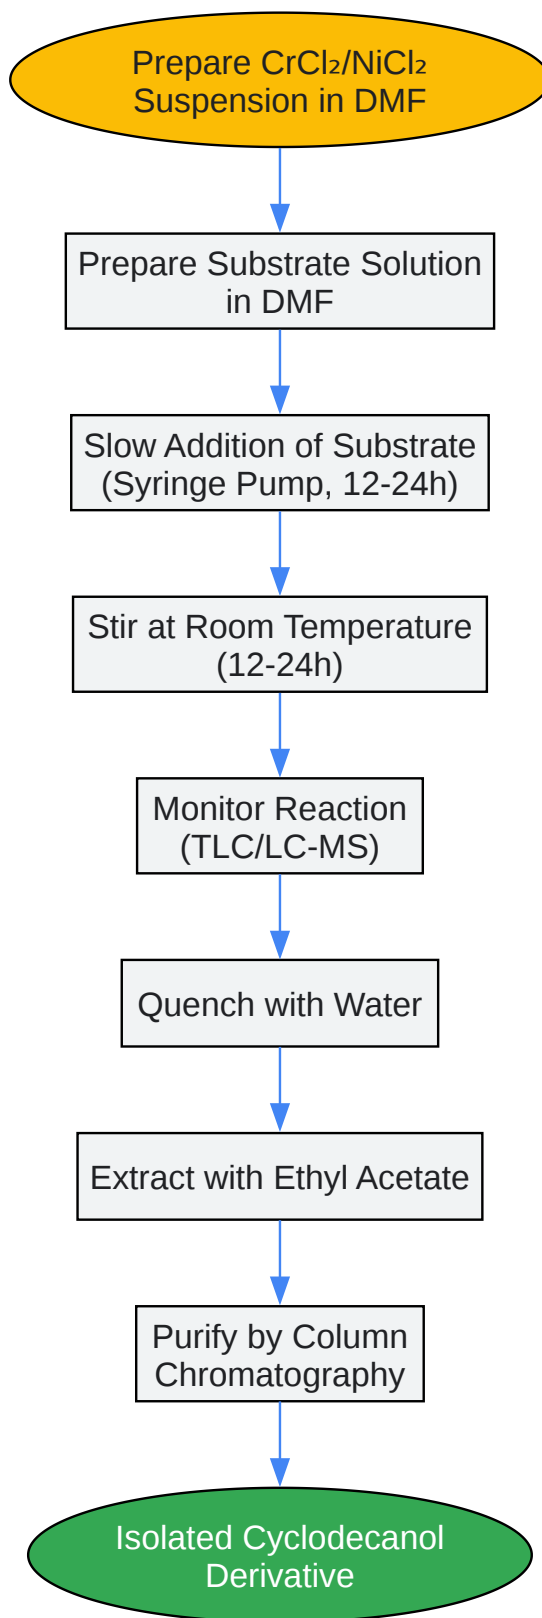 Prepare CrCl₂/NiCl₂
Suspension in DMF
Prepare Substrate Solution
in DMF
Slow Addition of Substrate
(Syringe Pump, 12-24h)
Stir at Room Temperature
(12-24h)
Monitor Reaction
(TLC/LC-MS)
Quench with Water
Extract with Ethyl Acetate
Purify by Column
Chromatography
Isolated Cyclodecanol
Derivative